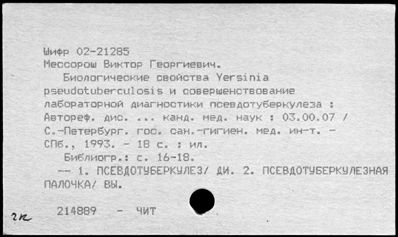 Шифр 02-21285
Мессорош Виктор Георгиевич.
Биологические свойства Yersinia
pseudotuberculosis и совершенствование
лабораторной диагностики псевдотуберкулеза :
Автореф. дис. ... канд. мед. наук : 03.00.07 /
С.-Петербург. гос. сан.-гигиен. мед. ин-т. -
СПб., 1993. - 18 с. : ил.
Библиогр.: с. 16-18.
-- 1. ПСЕВДОТУБЕРКУЛЕЗ/ ДИ. 2. ПСЕВДОТУБЕРКУЛЕЗНАЯ
ПАЛОЧКА/ ВЫ.
214889 - ЧИТ